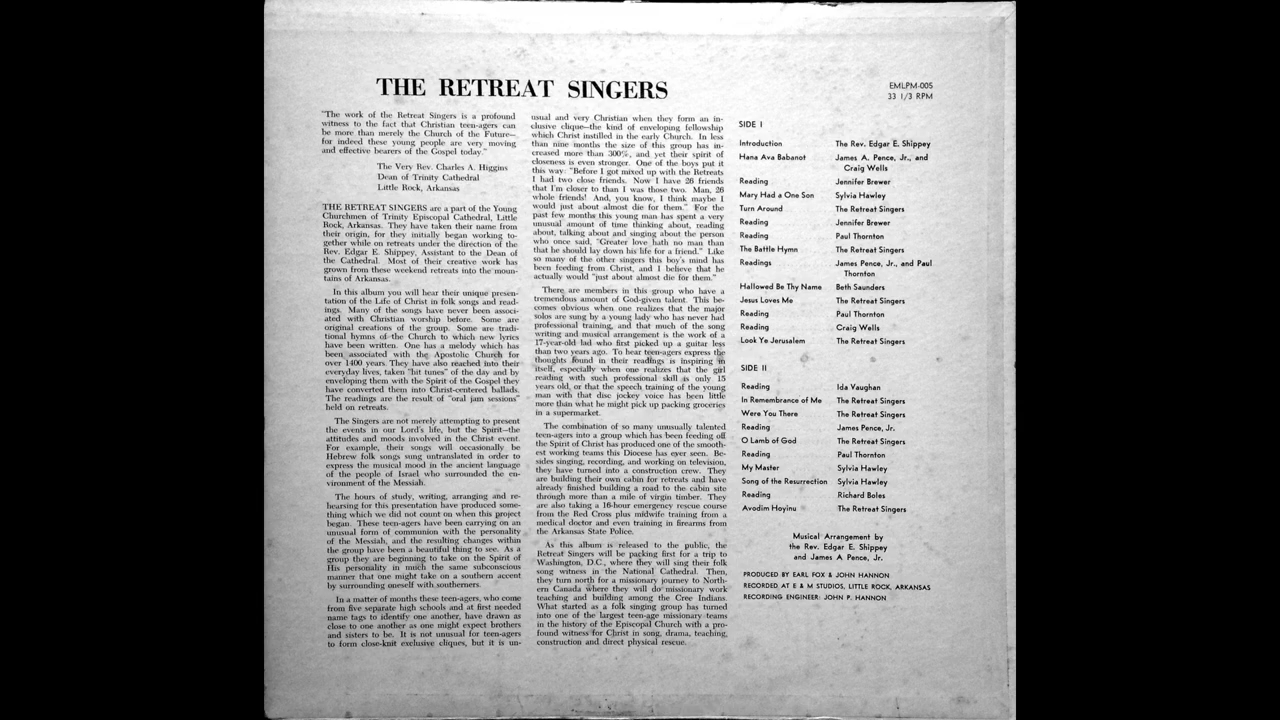 THE RETREAT SINGERS
"The work of the Retreat Singers is a profound
witness to the fact that Christian teen-agers can
be more than merely the Church of the Future—
for indeed these young people are very moving
and effective bearers of the Gospel today."
The Very Rev. Charles A. Higgins
Dean of Trinity Cathedral
Little Rock, Arkansas
THE RETREAT SINGERS are a part of the Young
Churchmen of Trinity Episcopal Cathedral, Little
Rock, Arkansas. They have taken their name from
their origin, for they initially began working to-
gether while on retreats under the direction of the
Rev. Edgar E. Shippey, Assistant to the Dean of
the Cathedral. Most of their creative work has
grown from these weekend retreats into the moun-
tains of Arkansas.
In this album you will hear their unique presen-
tation of the Life of Christ in folk songs and read-
ings. Many of the songs have never been associ-
ated with Christian worship before. Some are
original creations of the group. Some are tradi-
tional hymns of the Church to which new lyrics
have been written. One has a melody which has
been associated with the Apostolic Church for
over 1400 years. They have also reached into their
everyday lives, taken "hit tunes" of the day and by
enveloping them with the Spirit of the Gospel they
have converted them into Christ-centered ballads.
The readings are the result of "oral jam sessions"
held on retreats.
The Singers are not merely attempting to present
the events in our Lord's life, but the Spirit—the
attitudes and moods involved in the Christ event.
For example, their songs will occasionally be
Hebrew folk songs sung untranslated in order to
express the musical mood in the ancient language
of the people of Israel who surrounded the en-
vironment of the Messiah.
The hours of study, writing, arranging and re-
hearsing for this presentation have produced some-
thing which we did not count on when this project
began. These teen-agers have been carrying on an
unusual form of communion with the personality
of the Messiah, and the resulting changes within
the group have been a beautiful thing to see. As a
group they are beginning to take on the Spirit of
His personality in much the same subconscious
manner that one might take on a southern accent
by surrounding oneself with southerners.
In a matter of months these teen-agers, who come
from five separate high schools and at first needed
name tags to identify one another, have drawn as
close to one another as one might expect brothers
and sisters to be. It is not unusual for teen-agers
to form close-knit exclusive cliques, but it is un-
usual and very Christian when they form an in-
clusive clique—the kind of enveloping fellowship
which Christ instilled in the early Church. In less
than nine months the size of this group has in-
creased more than 300%, and yet their spirit of
closeness is even stronger. One of the boys put it
this way: "Before I got mixed up with the Retreats
I had two close friends. Now I have 26 friends
that I'm closer to than I was those two. Man, 26
whole friends! And, you know, I think maybe I
would just about almost die for them." For the
past few months this young man has spent a very
unusual amount of time thinking about, reading
about, talking about and singing about the person
who once said, "Greater love hath no man than
that he should lay down his life for a friend." Like
so many of the other singers this boy's mind has
been feeding from Christ, and I believe that he
actually would "just about almost die for them."
There are members in this group who have a
tremendous amount of God-given talent. This be-
comes obvious when one realizes that the major
solos are sung by a young lady who has never had
professional training, and that much of the song
writing and musical arrangement is the work of a
17-year-old lad who first picked up a guitar less
than two years ago. To hear teen-agers express the
thoughts found in their readings is inspiring in
itself, especially when one realizes that the girl
reading with such professional skill is only 15
years old, or that the speech training of the young
man with that disc jockey voice has been little
more than what he might pick up packing groceries
in a supermarket.
The combination of so many unusually talented
teen-agers into a group which has been feeding off
the Spirit of Christ has produced one of the smooth-
est working teams this Diocese has ever seen. Be-
sides singing, recording, and working on television,
they have turned into a construction crew. They
are building their own cabin for retreats and have
already finished building a road to the cabin site
through more than a mile of virgin timber. They
are also taking a 16-hour emergency rescue course
from the Red Cross plus midwife training from a
medical doctor and even training in firearms from
the Arkansas State Police.
As this album is released to the public, the
Retreat Singers will be packing first for a trip to
Washington, D.C., where they will sing their folk
song witness in the National Cathedral. Then,
they turn north for a missionary journey to North-
ern Canada where they will do missionary work
teaching and building among the Cree Indians.
What started as a folk singing group has turned
into one of the largest teen-age missionary teams
in the history of the Episcopal Church with a pro-
found witness for Christ in song, drama, teaching,
construction and direct physical rescue.
EMLPM-005
33 1/3 RPM
SIDE I
Introduction The Rev. Edgar E. Shippey
Hana Ava Babanot James A. Pence, Jr., and
Craig Wells
Reading Jennifer Brewer
Mary Had a One Son Sylvia Hawley
Turn Around The Retreat Singers
Reading Jennifer Brewer
Reading Paul Thornton
The Battle Hymn The Retreat Singers
Readings James Pence, Jr., and Paul
Thornton
Hallowed Be Thy Name Beth Saunders
Jesus Loves Me The Retreat Singers
Reading Paul Thornton
Reading Craig Wells
Look Ye Jerusalem The Retreat Singers
SIDE II
Reading Ida Vaughan
In Remembrance of Me The Retreat Singers
Were You There The Retreat Singers
Reading James Pence, Jr.
O Lamb of God The Retreat Singers
Reading Paul Thornton
My Master Sylvia Hawley
Song of the Resurrection Sylvia Hawley
Reading Richard Boles
Avodim Hoyinu The Retreat Singers
Musical Arrangement by
the Rev. Edgar E. Shippey
and James A Pence, Jr.
PRODUCED BY EARL FOX & JOHN HANNON
RECORDED AT E & M STUDIOS, LITTLE ROCK, ARKANSAS
RECORDING ENGINEER: JOHN P. HANNON